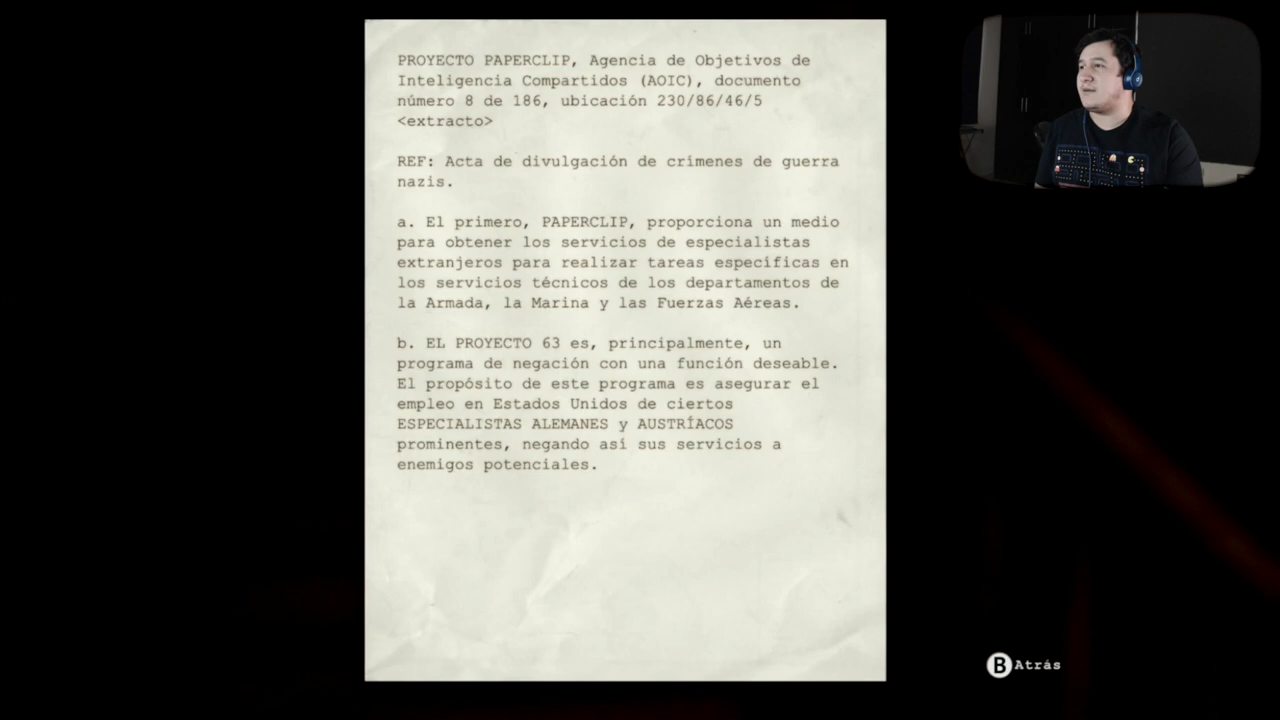 PROYECTO PAPERCLIP, Agencia de Objetivos de
Inteligencia Compartidos (AOIC), documento
número 8 de 186, ubicación 230/86/46/5
<extracto>

REF: Acta de divulgación de crímenes de guerra
nazis.

a. El primero, PAPERCLIP, proporciona un medio
para obtener los servicios de especialistas
extranjeros para realizar tareas específicas en
los servicios técnicos de los departamentos de
la Armada, la Marina y las Fuerzas Aéreas.

b. EL PROYECTO 63 es, principalmente, un
programa de negación con una función deseable.
El propósito de este programa es asegurar el
empleo en Estados Unidos de ciertos
ESPECIALISTAS ALEMANES y AUSTRÍACOS
prominentes, negando así sus servicios a
enemigos potenciales.

B Atrás